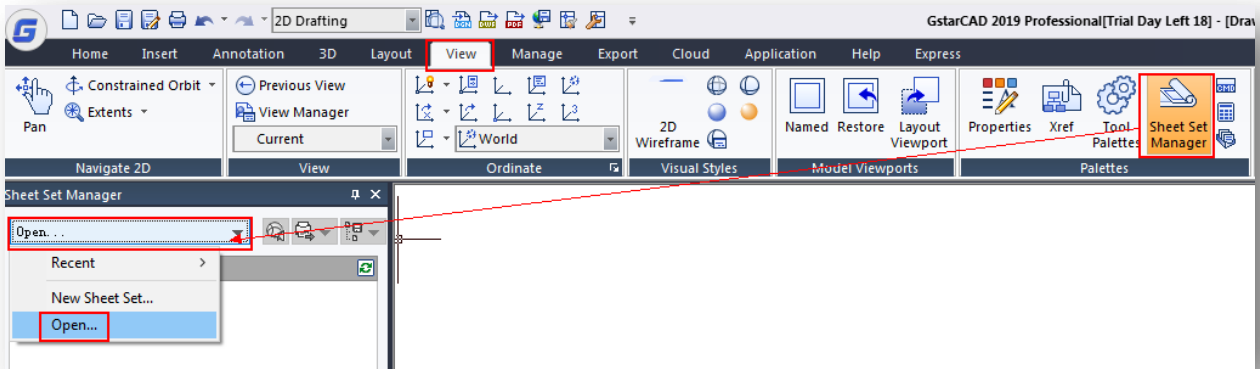 2D Drafting
GstarCAD 2019 Professional[Trial Day Left 18] - [Draw
Home Insert Annotation 3D Layout View Manage Export Cloud Application Help Express
Pan
Constrained Orbit
Extents
Navigate 2D
Previous View
View Manager
Current
View
World
Ordinate
2D
Wireframe
Visual Styles
Named Restore Layout
Viewport
Model Viewports
Properties Xref Tool
Palettes
Sheet Set
Manager
CMD
Palettes
Sheet Set Manager
Open...
Recent
New Sheet Set...
Open...